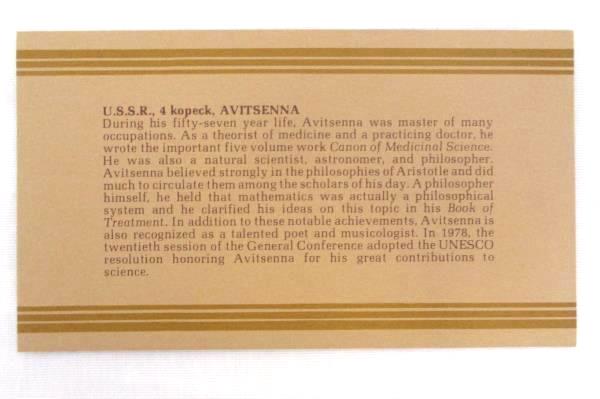 U.S.S.R., 4 kopeck, AVITSENNA
During his fifty-seven year life, Avitsenna was master of many
occupations. As a theorist of medicine and a practicing doctor, he
wrote the important five volume work Canon of Medicinal Science.
He was also a natural scientist, astronomer, and philosopher.
Avitsenna believed strongly in the philosophies of Aristotle and did
much to circulate them among the scholars of his day. A philosopher
himself, he held that mathematics was actually a philosophical
system and he clarified his ideas on this topic in his Book of
Treatment. In addition to these notable achievements, Avitsenna is
also recognized as a talented poet and musicologist. In 1978, the
twentieth session of the General Conference adopted the UNESCO
resolution honoring Avitsenna for his great contributions to
science.